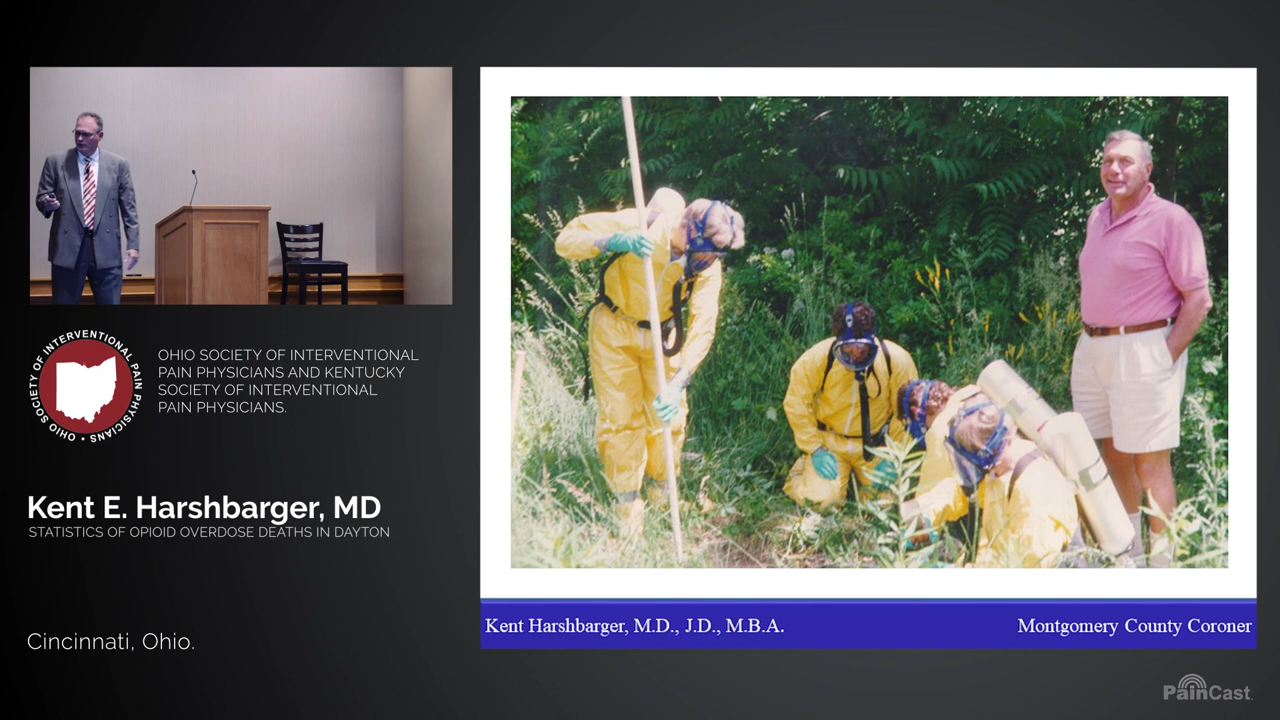 OHIO SOCIETY OF INTERVENTIONAL PAIN PHYSICIANS •
OHIO SOCIETY OF INTERVENTIONAL
PAIN PHYSICIANS AND KENTUCKY
SOCIETY OF INTERVENTIONAL
PAIN PHYSICIANS.
Kent E. Harshbarger, MD
STATISTICS OF OPIOID OVERDOSE DEATHS IN DAYTON
Cincinnati, Ohio.
Kent Harshbarger, M.D., J.D., M.B.A.
Montgomery County Coroner
PainCast.